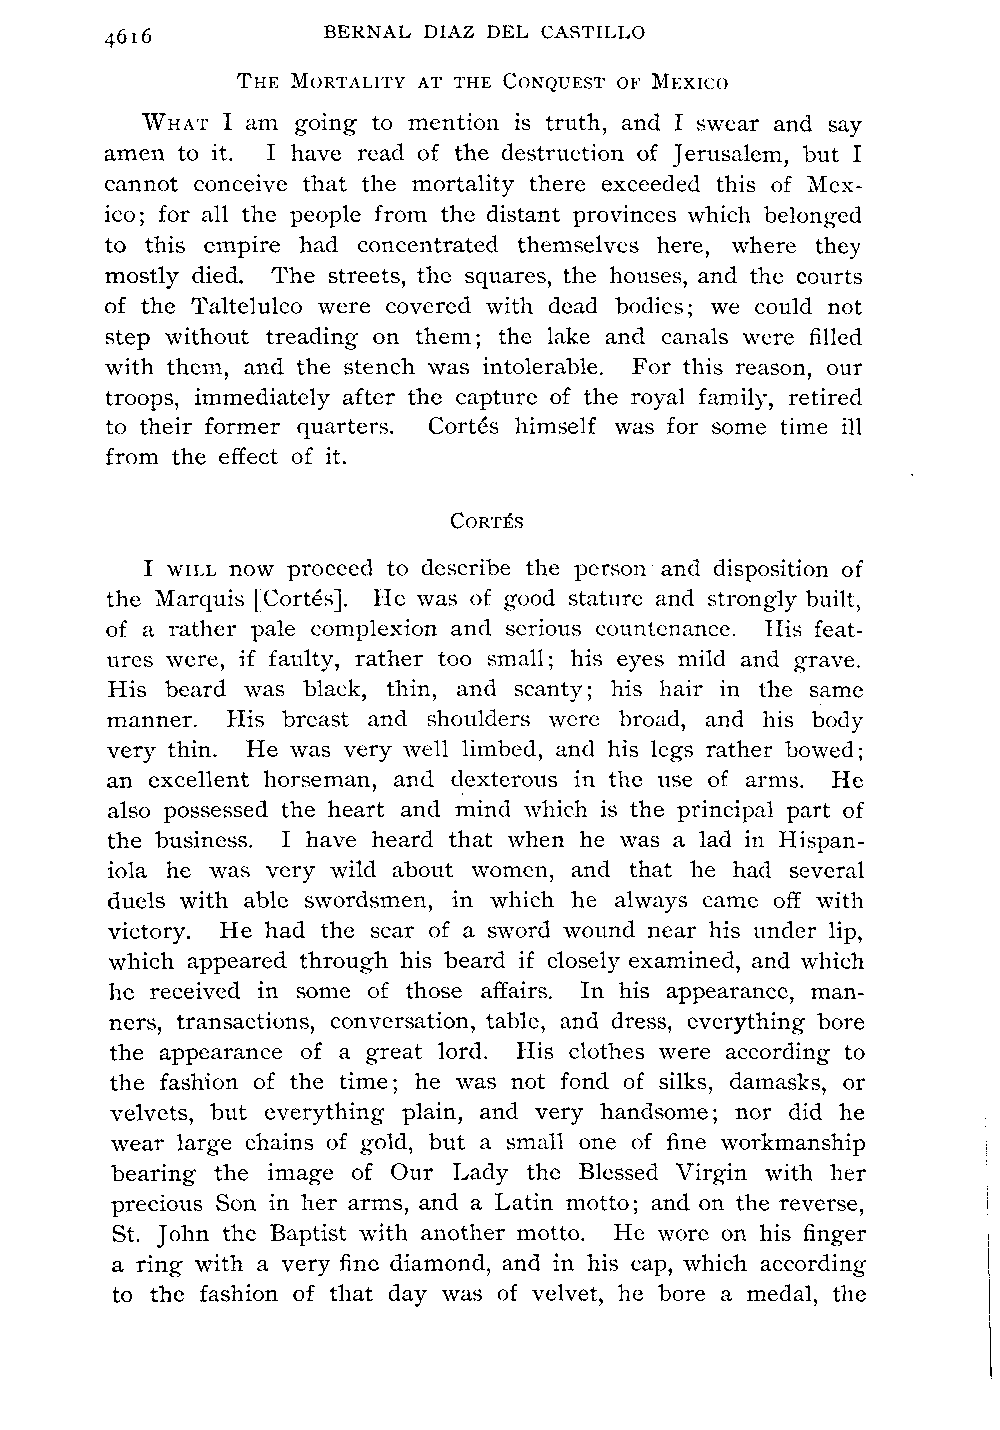 4616 BERNAL DIAZ DEL CASTILLO
THE MORTALITY AT THE CONQUEST OF MEXICO
WHAT I am going to mention is truth, and I swear and say
amen to it. I have read of the destruction of Jerusalem, but I
cannot conceive that the mortality there exceeded this of Mex-
ico; for all the people from the distant provinces which belonged
to this empire had concentrated themselves here, where they
mostly died. The streets, the squares, the houses, and the courts
of the Taltelulco were covered with dead bodies; we could not
step without treading on them; the lake and canals were filled
with them, and the stench was intolerable. For this reason, our
troops, immediately after the capture of the royal family, retired
to their former quarters. Cortés himself was for some time ill
from the effect of it.
CORTÉS
I WILL now proceed to describe the person and disposition of
the Marquis [Cortés]. He was of good stature and strongly built,
of a rather pale complexion and serious countenance. His feat-
ures were, if faulty, rather too small; his eyes mild and grave.
His beard was black, thin, and scanty; his hair in the same
manner. His breast and shoulders were broad, and his body
very thin. He was very well limbed, and his legs rather bowed;
an excellent horseman, and dexterous in the use of arms. He
also possessed the heart and mind which is the principal part of
the business. I have heard that when he was a lad in Hispan-
iola he was very wild about women, and that he had several
duels with able swordsmen, in which he always came off with
victory. He had the scar of a sword wound near his under lip,
which appeared through his beard if closely examined, and which
he received in some of those affairs. In his appearance, man-
ners, transactions, conversation, table, and dress, everything bore
the appearance of a great lord. His clothes were according to
the fashion of the time; he was not fond of silks, damasks, or
velvets, but everything plain, and very handsome; nor did he
wear large chains of gold, but a small one of fine workmanship
bearing the image of Our Lady the Blessed Virgin with her
precious Son in her arms, and a Latin motto; and on the reverse,
St. John the Baptist with another motto. He wore on his finger
a ring with a very fine diamond, and in his cap, which according
to the fashion of that day was of velvet, he bore a medal, the